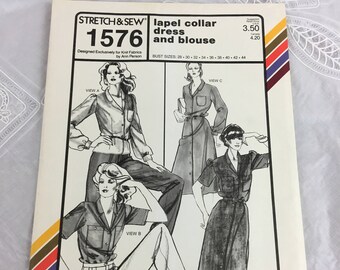 STRETCH & SEW®
1576
Designed Exclusively for Knit Fabrics
by Ann Person
lapel collar
dress
and blouse
3.50
4.20
BUST SIZES: 28 • 30 • 32 • 34 • 36 • 38 • 40 • 42 • 44
VIEW A
VIEW C
VIEW B